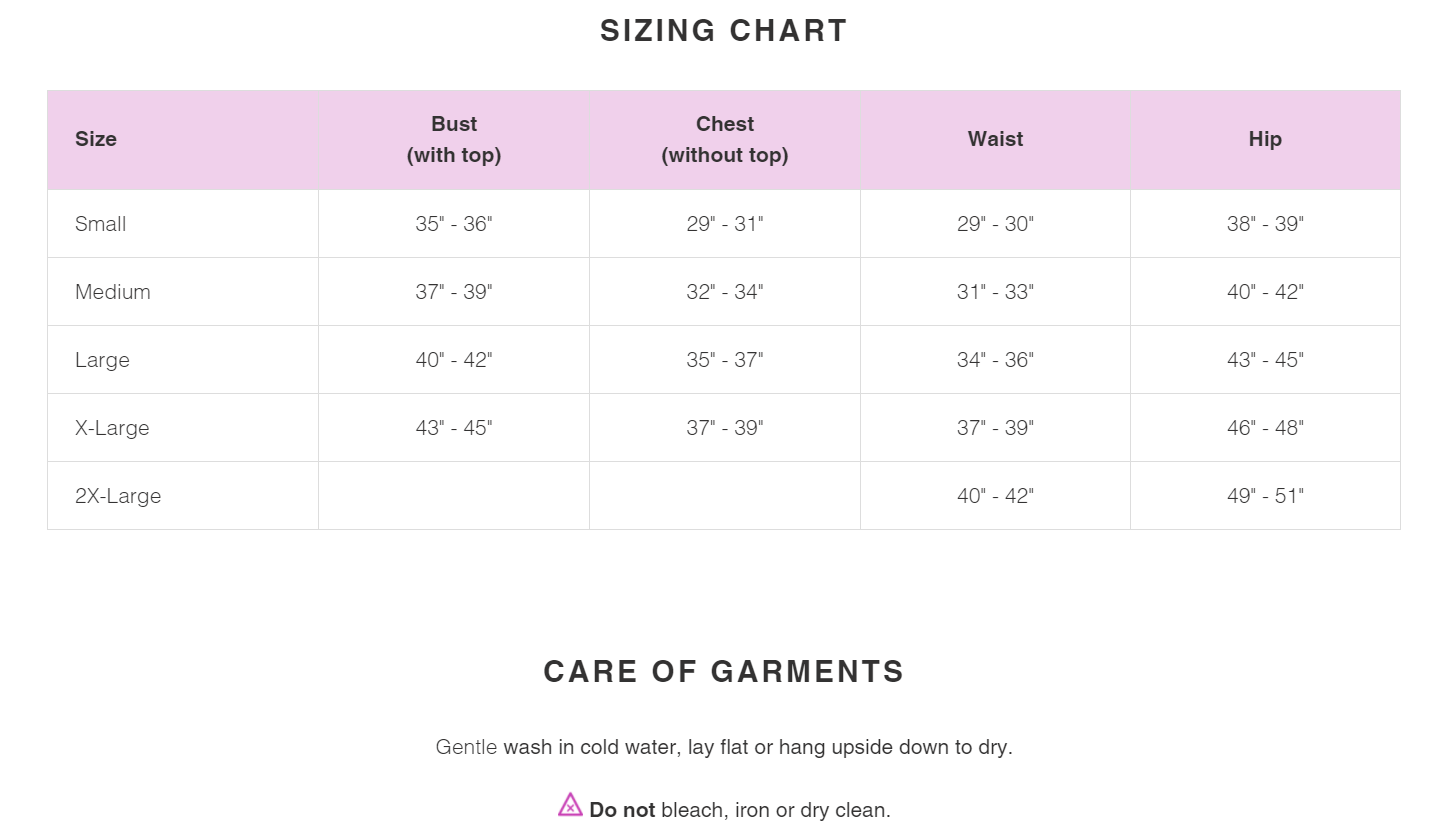 SIZING CHART
Size Bust (with top) Chest (without top) Waist Hip
Small 35" - 36" 29" - 31" 29" - 30" 38" - 39"
Medium 37" - 39" 32" - 34" 31" - 33" 40" - 42"
Large 40" - 42" 35" - 37" 34" - 36" 43" - 45"
X-Large 43" - 45" 37" - 39" 37" - 39" 46" - 48"
2X-Large 40" - 42" 49" - 51"
CARE OF GARMENTS
Gentle wash in cold water, lay flat or hang upside down to dry.
Do not bleach, iron or dry clean.